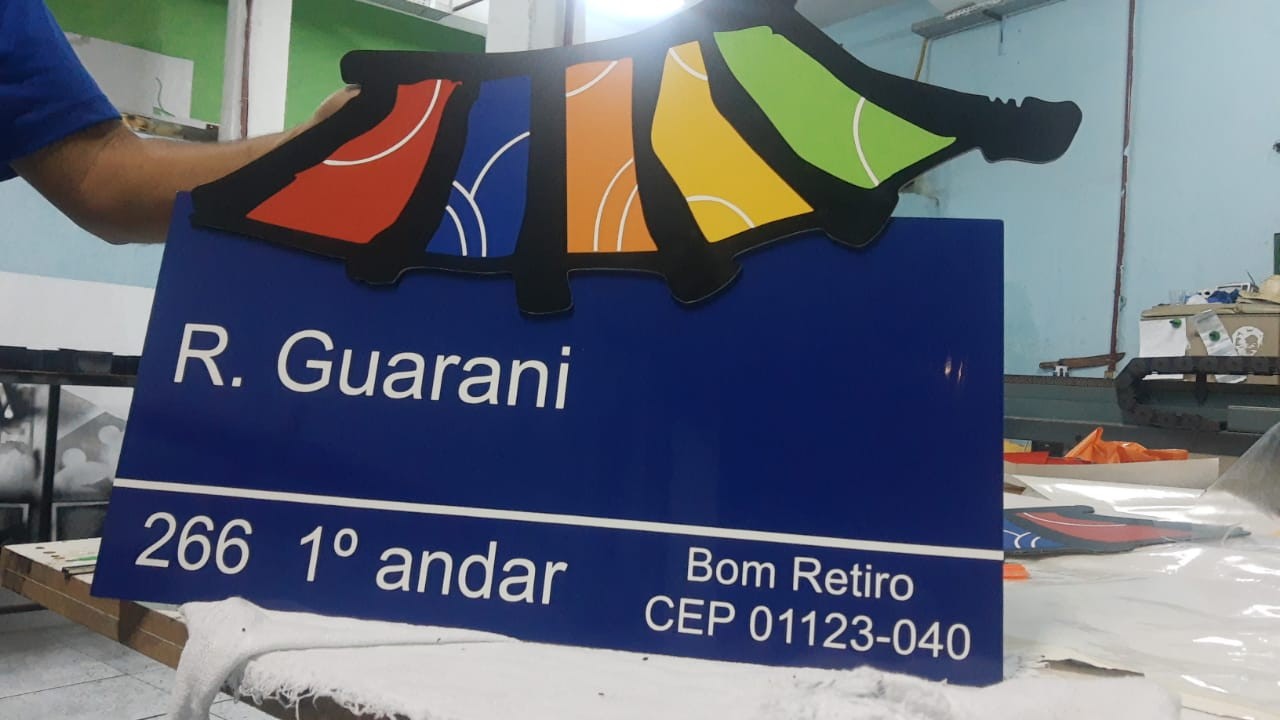 R. Guarani
266 1º andar
Bom Retiro
CEP 01123-040